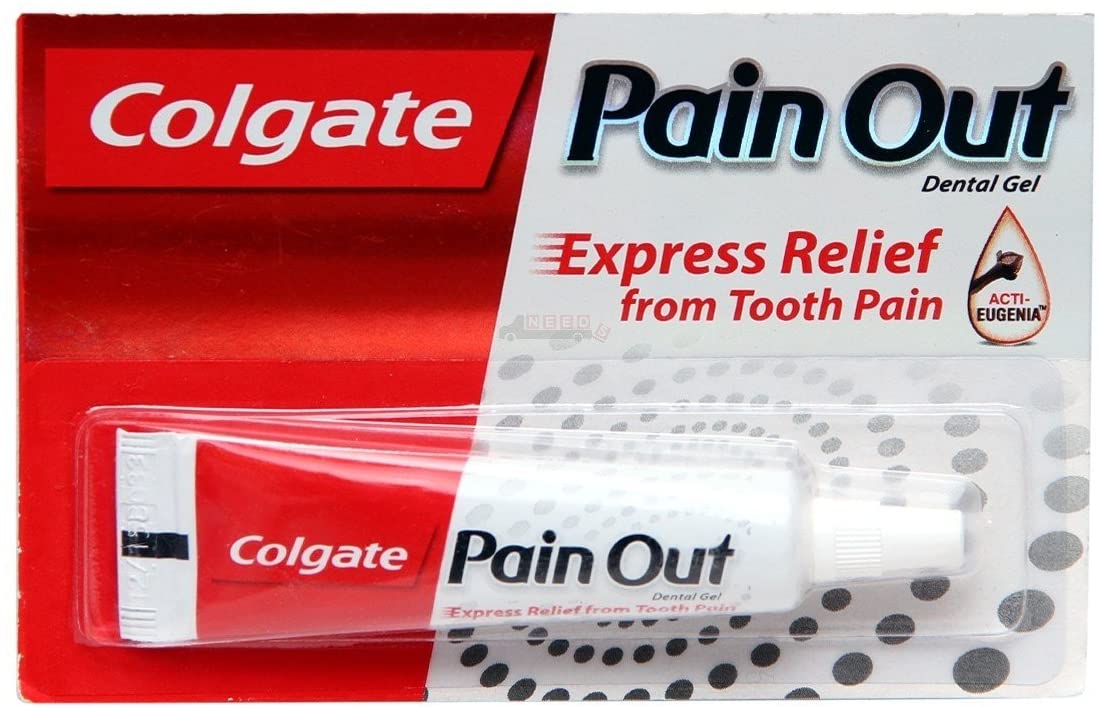 Colgate
Pain Out
Dental Gel
Express Relief
from Tooth Pain
ACTI-
EUGENIA™
NEED
Colgate
Pain Out
Dental Gel
Express Relief from Tooth Pain